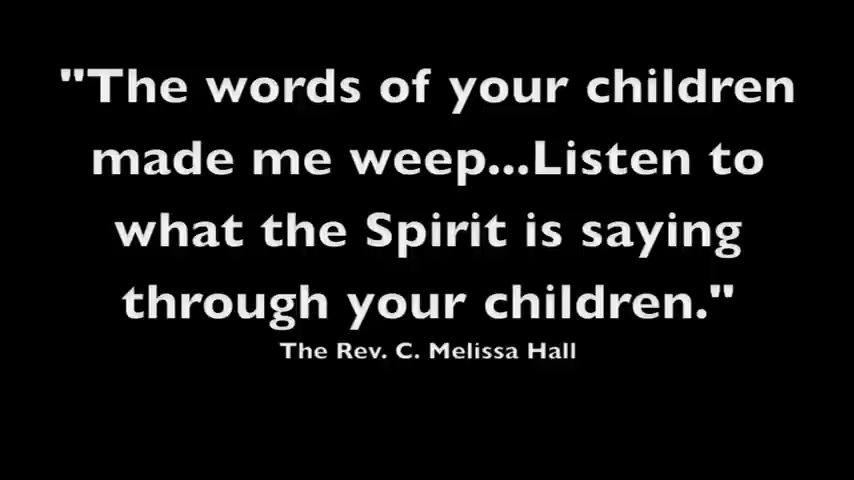 "The words of your children
made me weep...Listen to
what the Spirit is saying
through your children."
The Rev. C. Melissa Hall